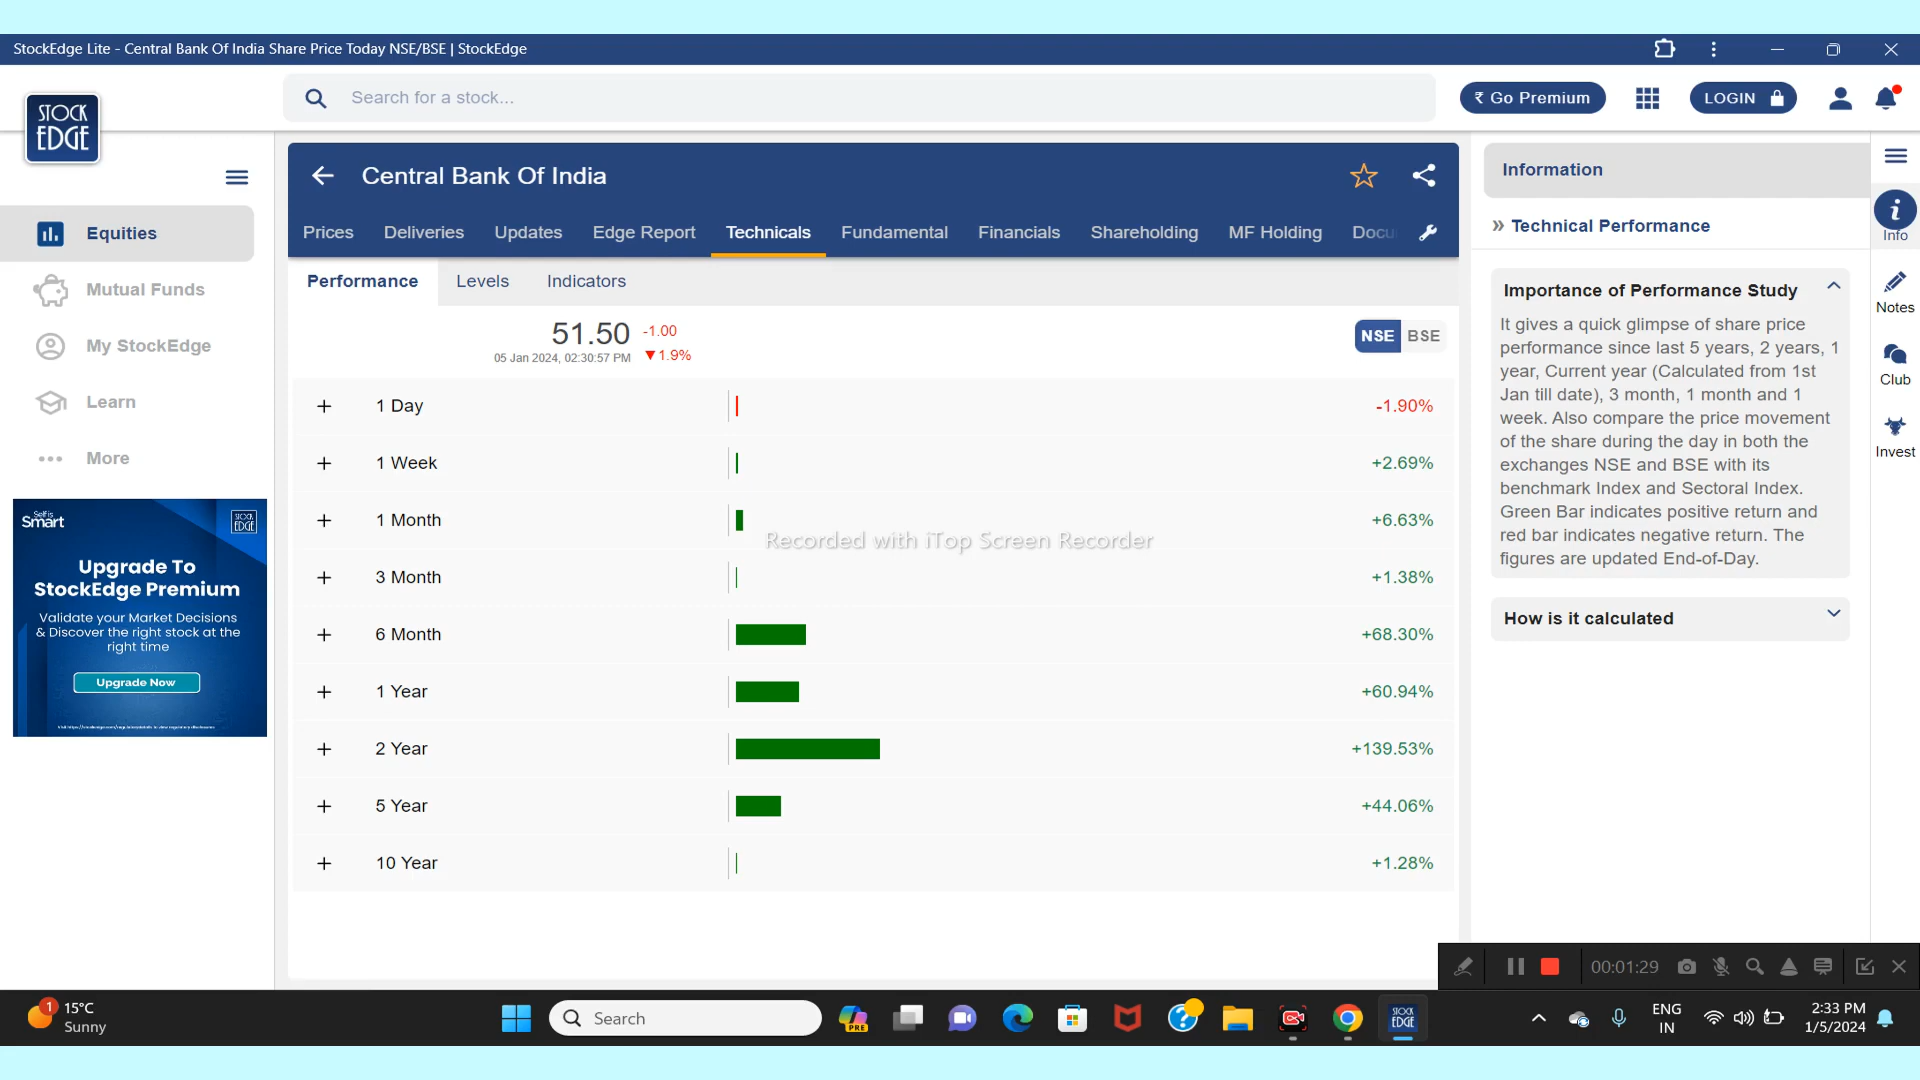 StockEdge Lite - Central Bank Of India Share Price Today NSE/BSE | StockEdge
STOCK
EDGE
Search for a stock...
₹ Go Premium
LOGIN
Equities
Mutual Funds
My StockEdge
Learn
More
Self is
Smart
STOCK
EDGE
Upgrade To
StockEdge Premium
Validate your Market Decisions
& Discover the right stock at the
right time
Upgrade Now
Central Bank Of India
Prices Deliveries Updates Edge Report Technicals Fundamental Financials Shareholding MF Holding Docu
Performance Levels Indicators
51.50 -1.00
05 Jan 2024, 02:30:57 PM ▼1.9%
NSE BSE
+ 1 Day -1.90%
+ 1 Week +2.69%
+ 1 Month +6.63%
Recorded with iTop Screen Recorder
+ 3 Month +1.38%
+ 6 Month +68.30%
+ 1 Year +60.94%
+ 2 Year +139.53%
+ 5 Year +44.06%
+ 10 Year +1.28%
Information
» Technical Performance
Importance of Performance Study
It gives a quick glimpse of share price
performance since last 5 years, 2 years, 1
year, Current year (Calculated from 1st
Jan till date), 3 month, 1 month and 1
week. Also compare the price movement
of the share during the day in both the
exchanges NSE and BSE with its
benchmark Index and Sectoral Index.
Green Bar indicates positive return and
red bar indicates negative return. The
figures are updated End-of-Day.
How is it calculated
Info
Notes
Club
Invest
00:01:29
1
15°C
Sunny
Search
PRE
STOCK
EDGE
ENG
IN
2:33 PM
1/5/2024